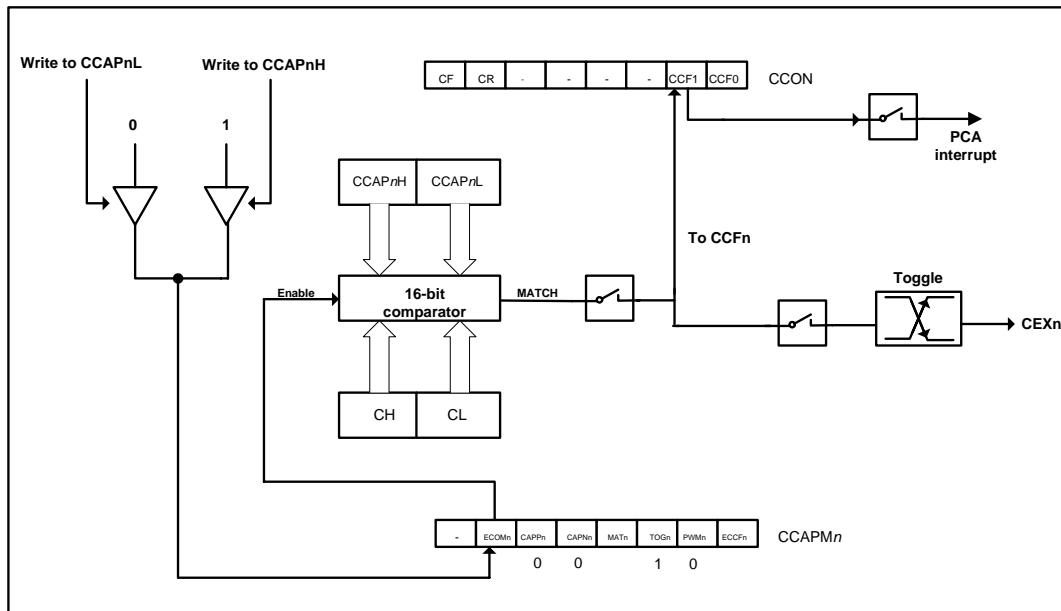 Write to CCAPnL
Write to CCAPnH
0
1
CF CR - - - - CCF1 CCF0 CCON
PCA
interrupt
CCAPnH CCAPnL
To CCFn
Toggle
Enable
16-bit
comparator
MATCH
CEXn
CH CL
- ECOMn CAPPn CAPNn MATn TOGn PWMn ECCFn CCAPMn
0 0 1 0